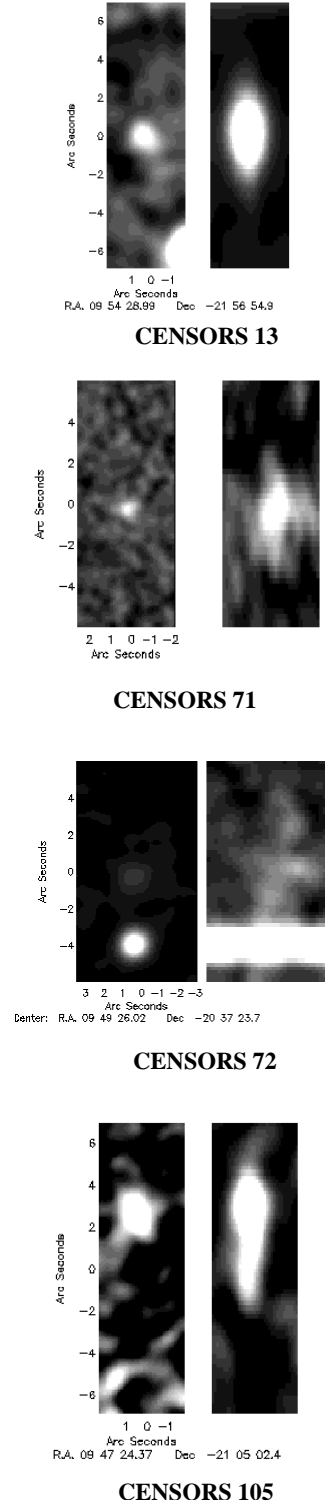 6
4
2
0
−2
−4
−6
Arc Seconds
1 0 −1
Arc Seconds
R.A. 09 54 28.99 Dec −21 56 54.9
CENSORS 13
4
2
0
−2
−4
Arc Seconds
2 1 0 −1 −2
Arc Seconds
CENSORS 71
4
2
0
−2
−4
Arc Seconds
3 2 1 0 −1 −2 −3
Arc Seconds
Center: R.A. 09 49 26.02 Dec −20 37 23.7
CENSORS 72
6
4
2
0
−2
−4
−6
Arc Seconds
1 0 −1
Arc Seconds
R.A. 09 47 24.37 Dec −21 05 02.4
CENSORS 105